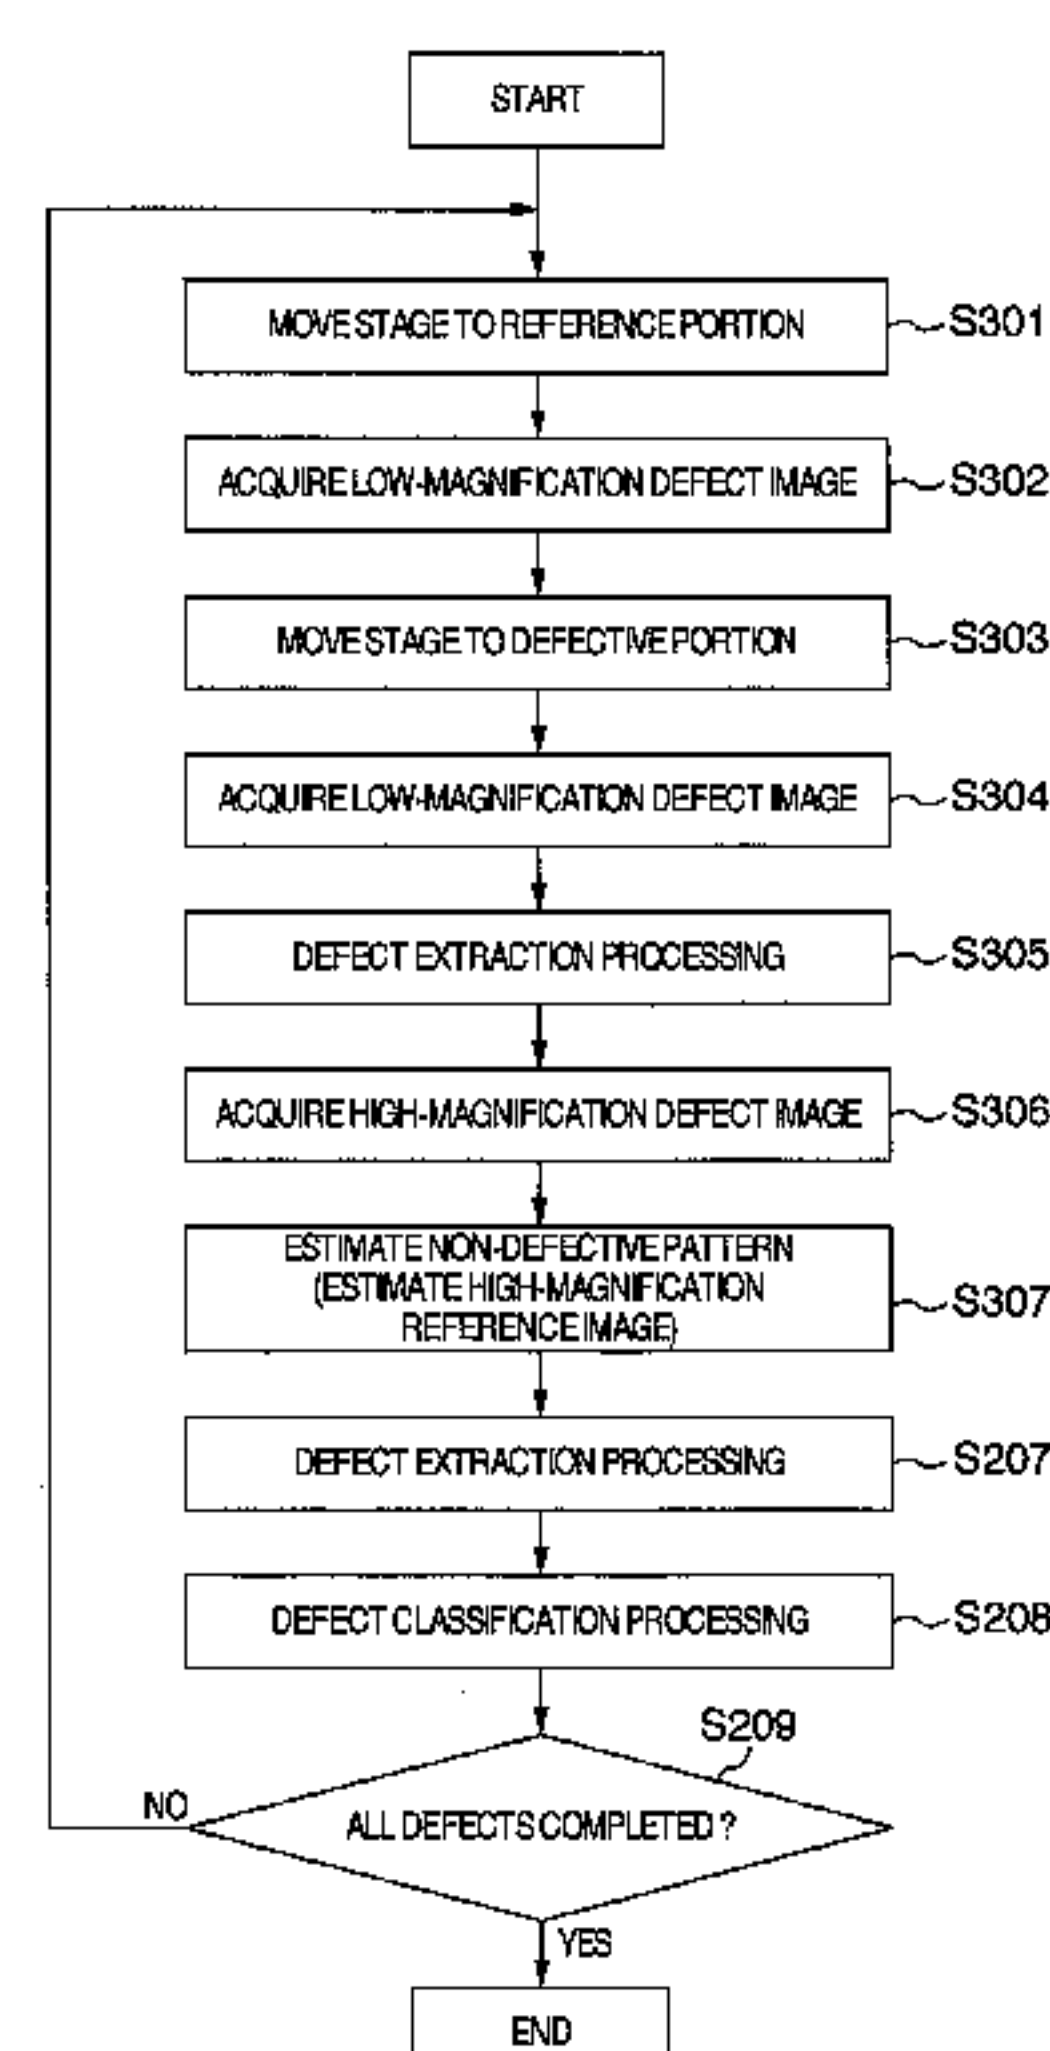 START
MOVE STAGE TO REFERENCE PORTION S301
ACQUIRE LOW-MAGNIFICATION DEFECT IMAGE S302
MOVE STAGE TO DEFECTIVE PORTION S303
ACQUIRE LOW-MAGNIFICATION DEFECT IMAGE S304
DEFECT EXTRACTION PROCESSING S305
ACQUIRE HIGH-MAGNIFICATION DEFECT IMAGE S306
ESTIMATE NON-DEFECTIVE PATTERN
(ESTIMATE HIGH-MAGNIFICATION
REFERENCE IMAGE) S307
DEFECT EXTRACTION PROCESSING S207
DEFECT CLASSIFICATION PROCESSING S208
S209
NO
ALL DEFECTS COMPLETED ?
YES
END